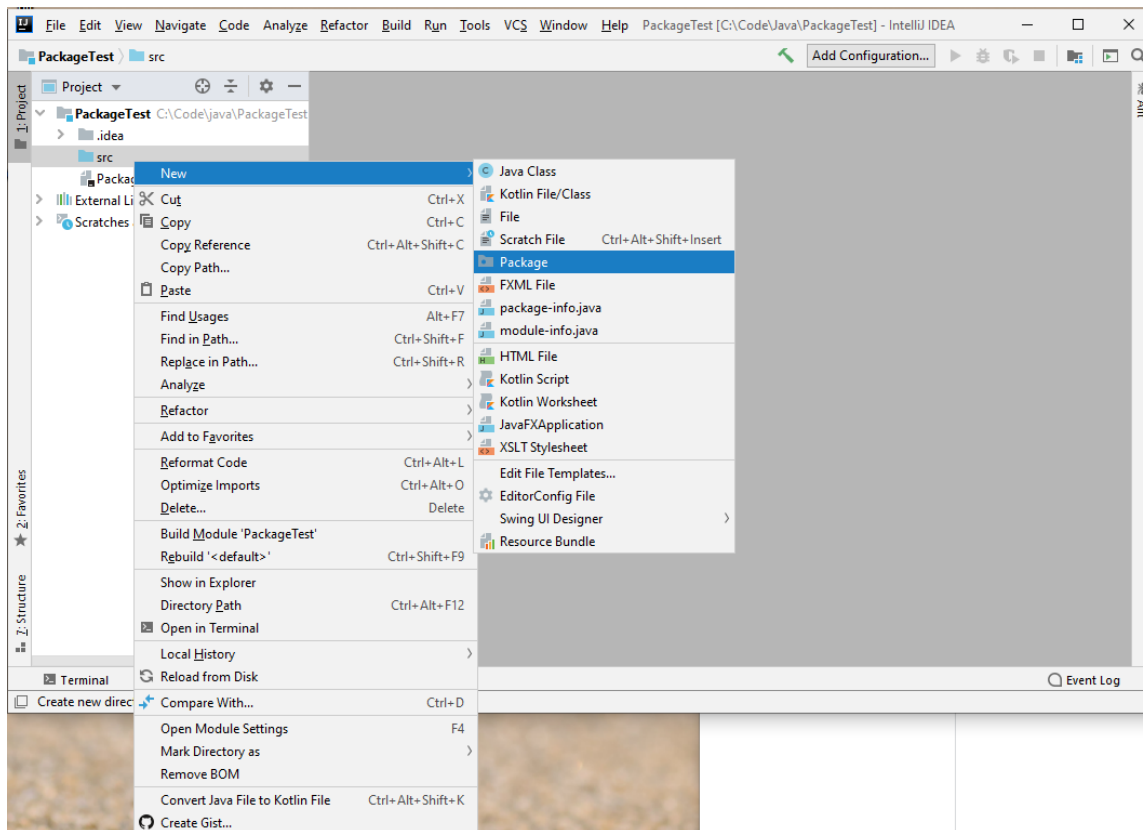 File Edit View Navigate Code Analyze Refactor Build Run Tools VCS Window Help PackageTest [C:\Code\Java\PackageTest] - IntelliJ IDEA
PackageTest src
Add Configuration...
1: Project
2: Favorites
7: Structure
Project
PackageTest C:\Code\java\PackageTest
.idea
src
Packag
External Li
Scratches
New
Cut Ctrl+X
Copy Ctrl+C
Copy Reference Ctrl+Alt+Shift+C
Copy Path...
Paste Ctrl+V
Find Usages Alt+F7
Find in Path... Ctrl+Shift+F
Replace in Path... Ctrl+Shift+R
Analyze
Refactor
Add to Favorites
Reformat Code Ctrl+Alt+L
Optimize Imports Ctrl+Alt+O
Delete... Delete
Build Module 'PackageTest'
Rebuild '<default>' Ctrl+Shift+F9
Show in Explorer
Directory Path Ctrl+Alt+F12
Open in Terminal
Local History
Reload from Disk
Compare With... Ctrl+D
Open Module Settings F4
Mark Directory as
Remove BOM
Convert Java File to Kotlin File Ctrl+Alt+Shift+K
Create Gist...
Java Class
Kotlin File/Class
File
Scratch File Ctrl+Alt+Shift+Insert
Package
FXML File
package-info.java
module-info.java
HTML File
Kotlin Script
Kotlin Worksheet
JavaFXApplication
XSLT Stylesheet
Edit File Templates...
EditorConfig File
Swing UI Designer
Resource Bundle
Ant
Terminal
Event Log
Create new direc